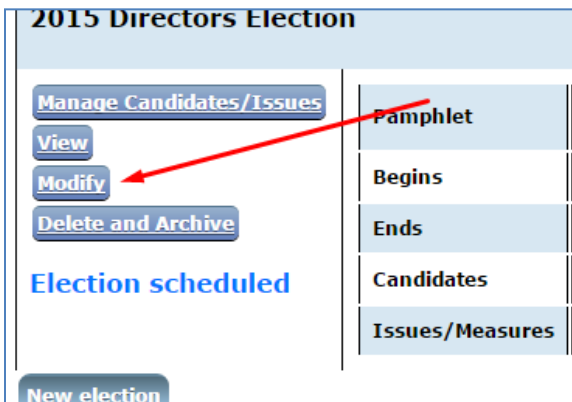 2015 Directors Election
Manage Candidates/Issues
View
Modify
Delete and Archive
Election scheduled
Pamphlet
Begins
Ends
Candidates
Issues/Measures
New election